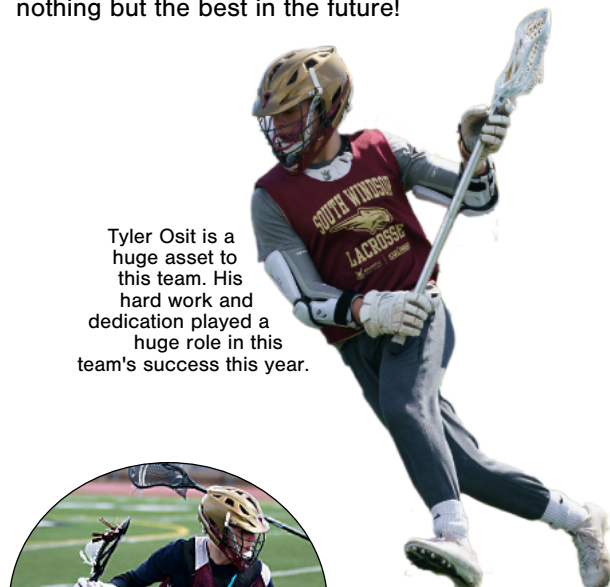 nothing but the best in the future!
Tyler Osit is a
huge asset to
this team. His
hard work and
dedication played a
huge role in this
team's success this year.
SOUTH WINDSOR
LACROSSE